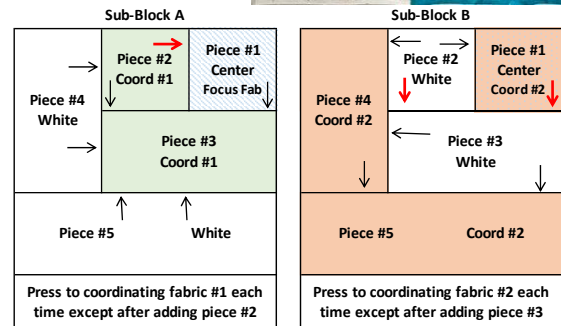 Sub-Block A
Piece #2
Coord #1
Piece #1
Center
Focus Fab
Piece #4
White
Piece #3
Coord #1
Piece #5 White
Press to coordinating fabric #1 each
time except after adding piece #2
Sub-Block B
Piece #2
White
Piece #1
Center
Coord #2
Piece #4
Coord #2
Piece #3
White
Piece #5 Coord #2
Press to coordinating fabric #2 each
time except after adding piece #3